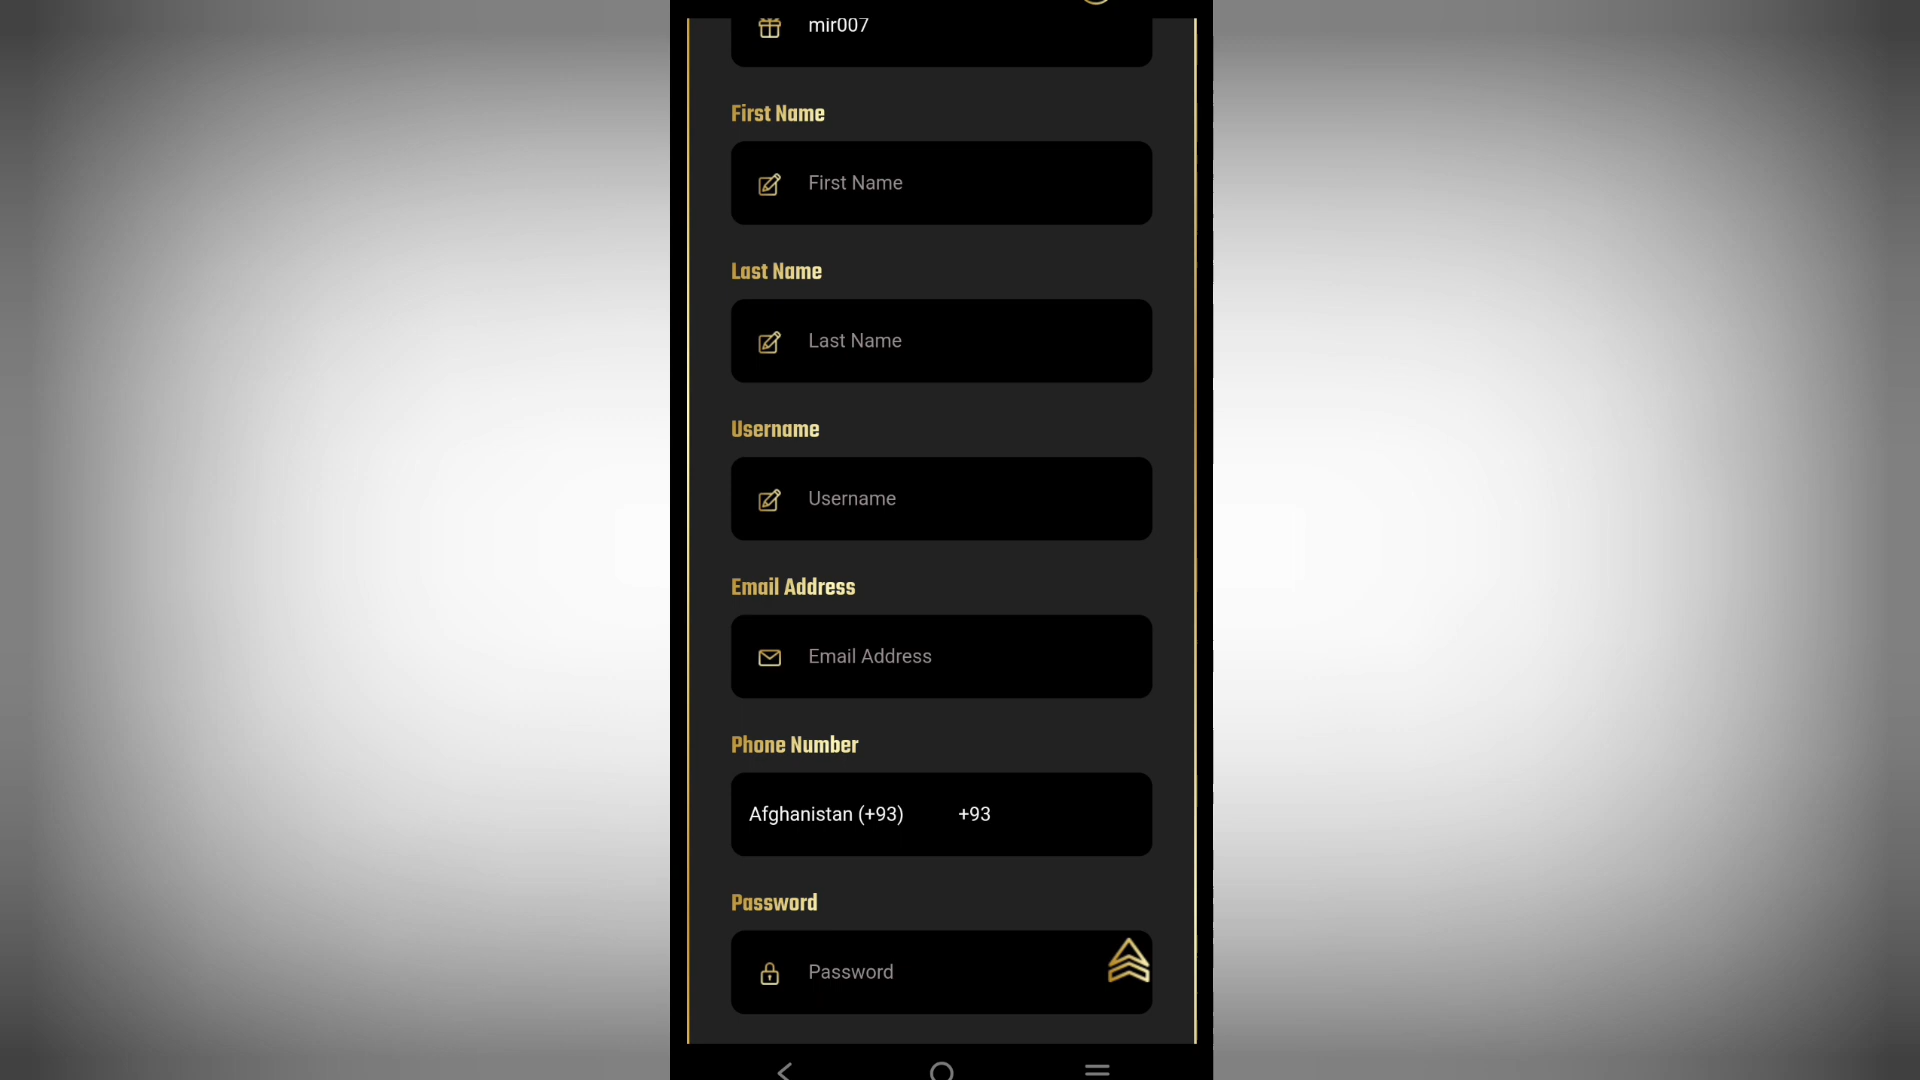 mir007
First Name
First Name
Last Name
Last Name
Username
Username
Email Address
Email Address
Phone Number
Afghanistan (+93) +93
Password
Password